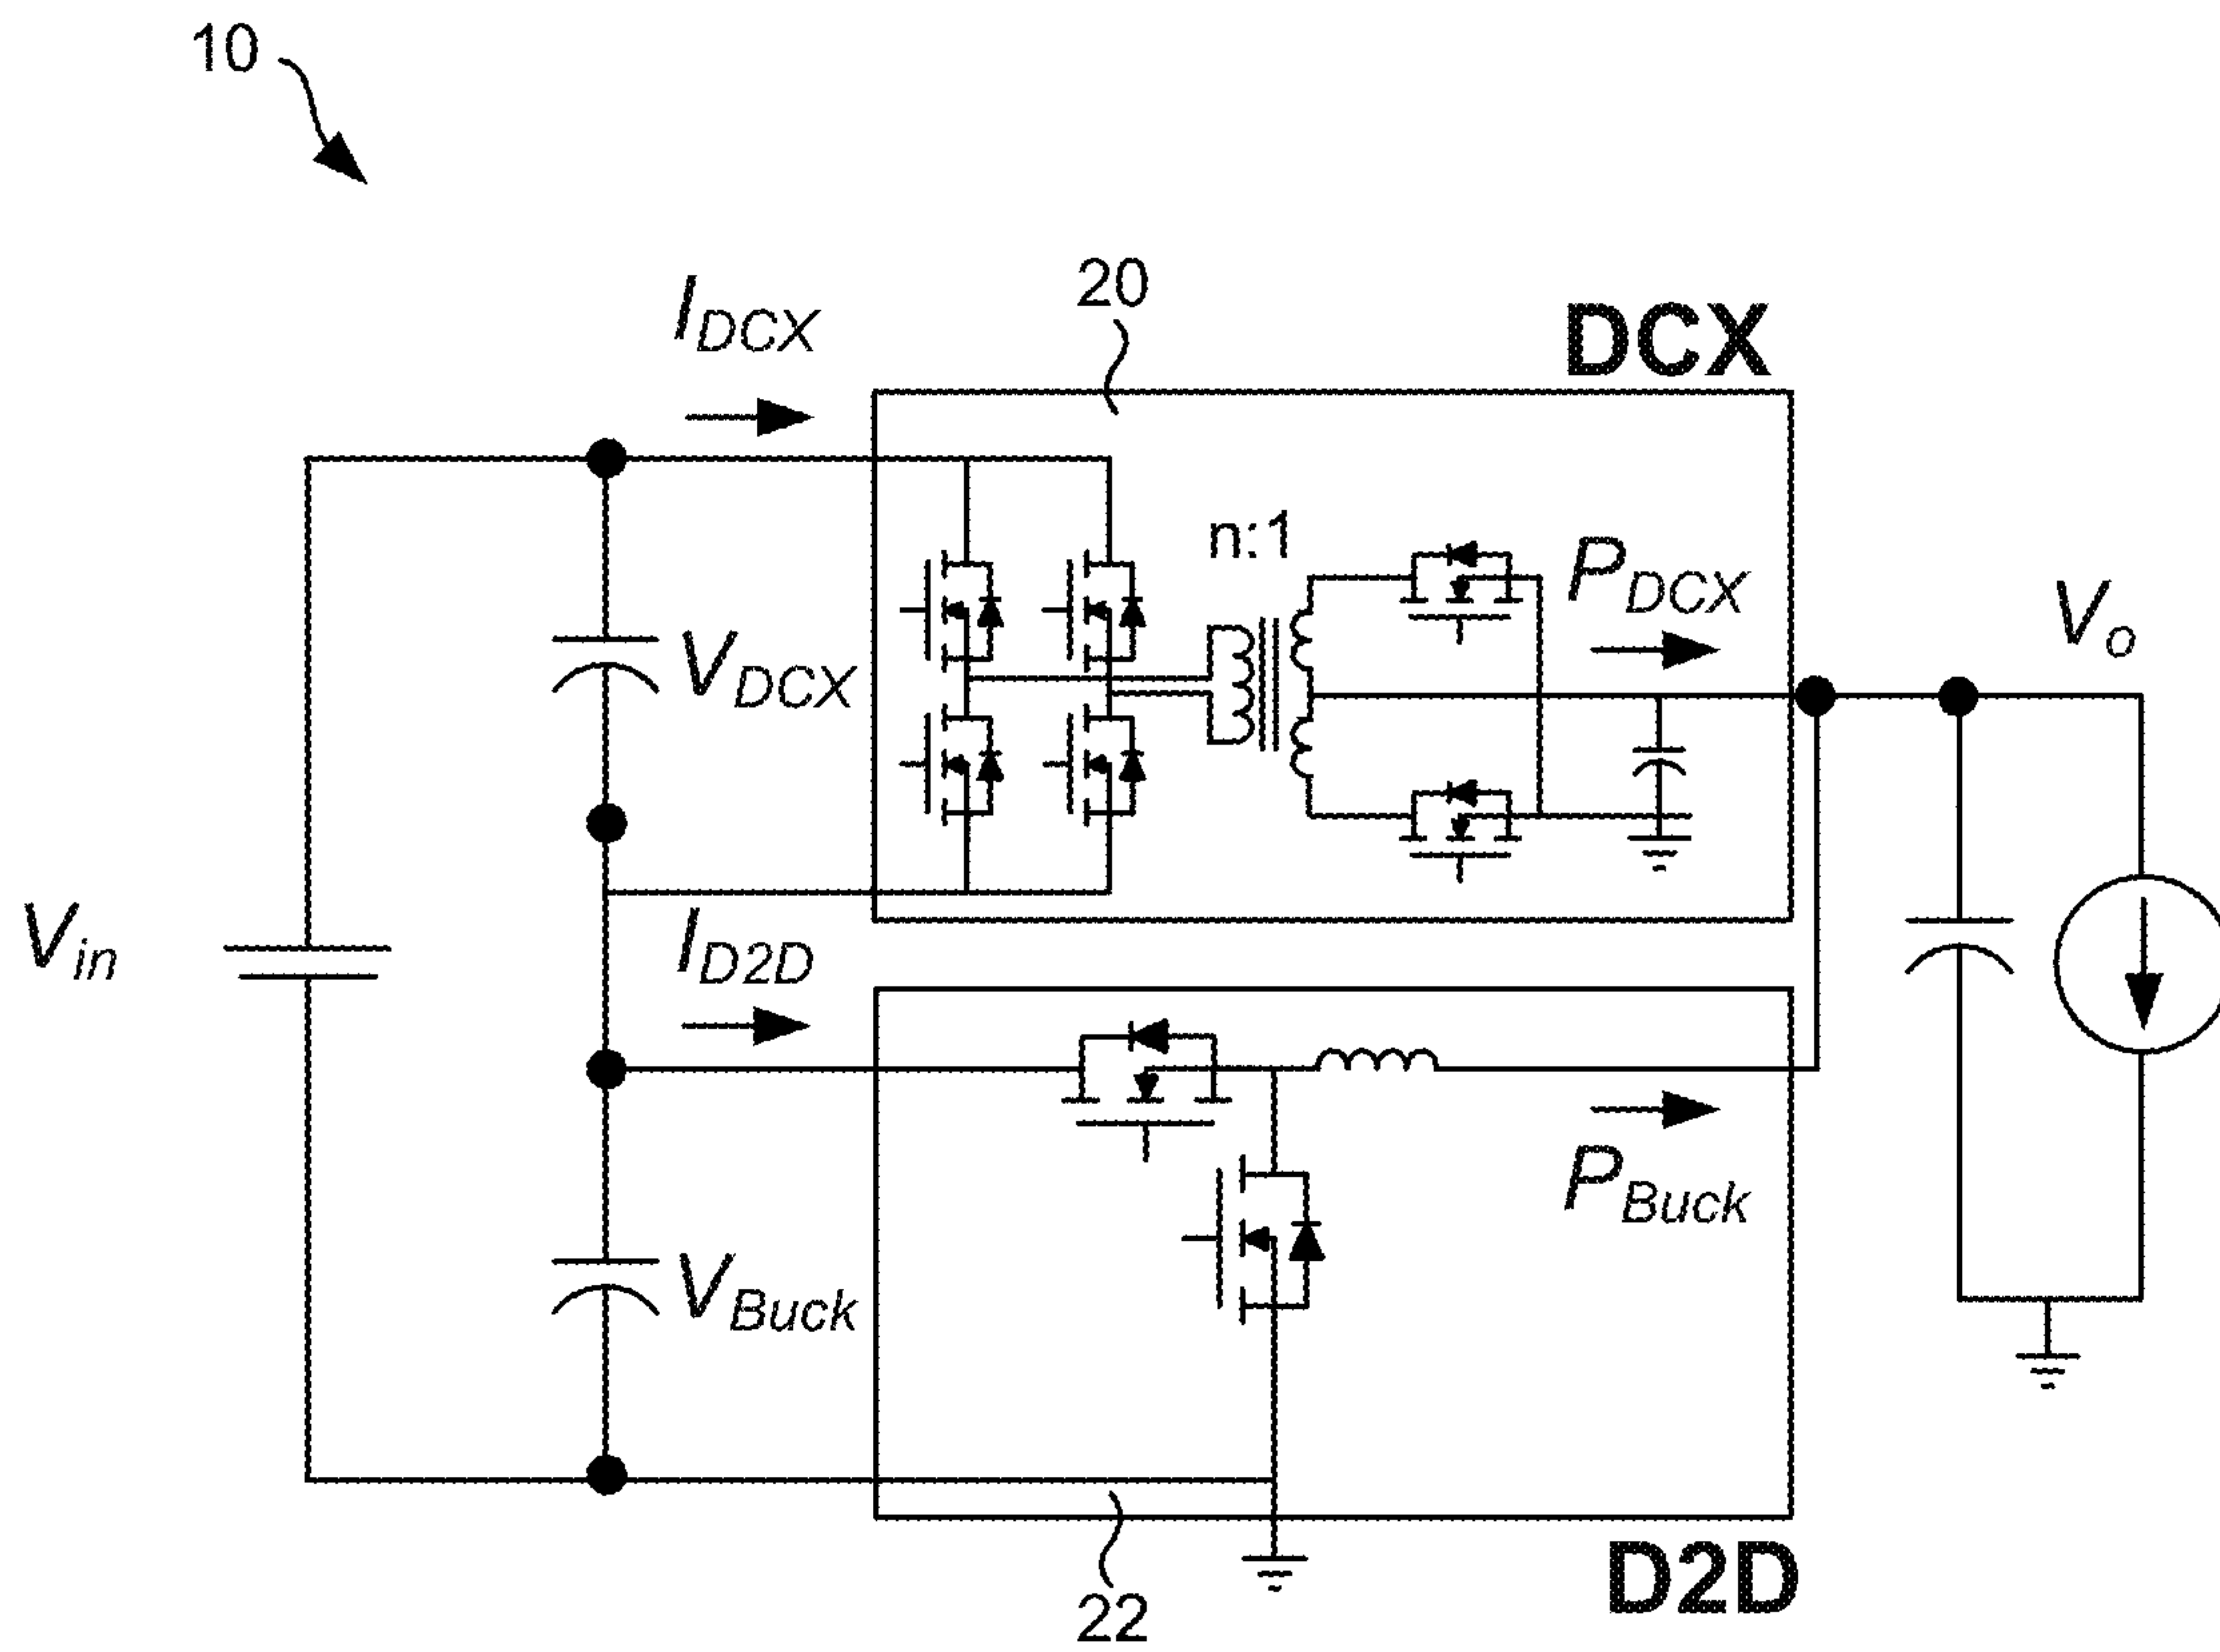 10
20
I_DCX
DCX
n:1
P_DCX
V_o
V_DCX
V_in
I_D2D
P_Buck
V_Buck
D2D
22